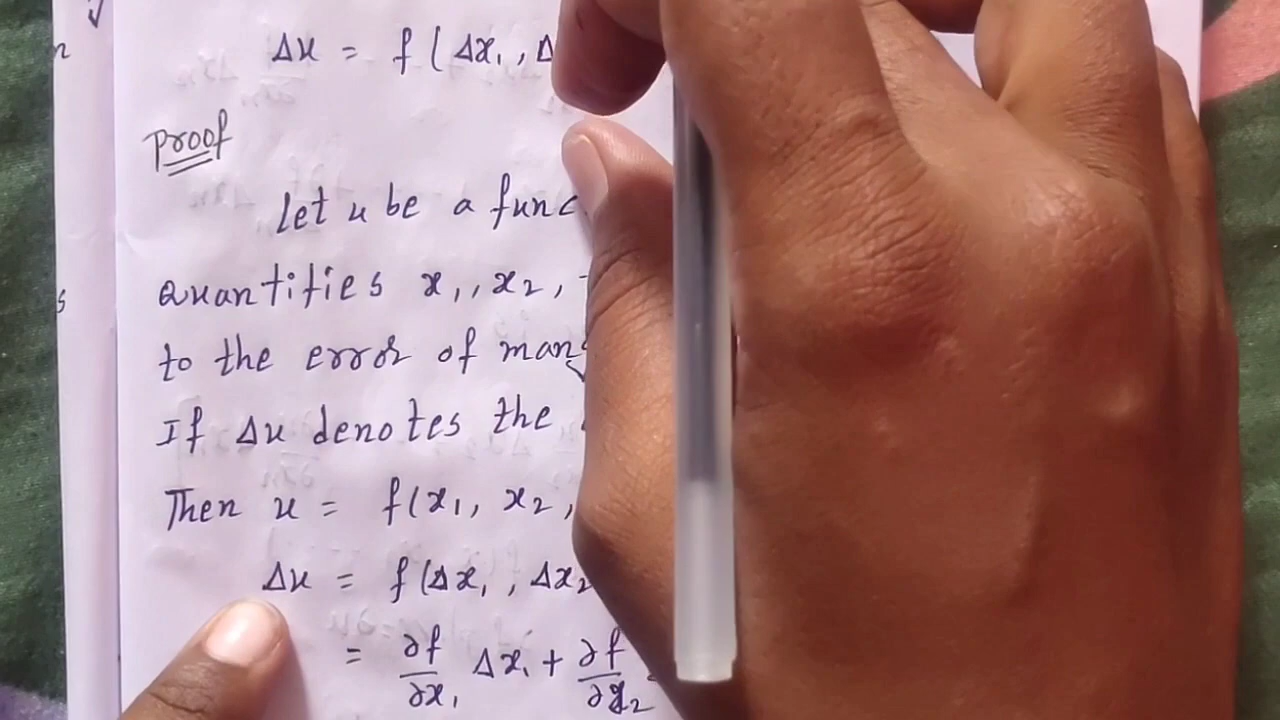 Δu = f(Δx₁, Δ
Proof
Let u be a func
Quantities x₁, x₂,
to the error of man
If Δu denotes the
Then u = f(x₁, x₂,
Δu = f(Δx₁, Δx₂
= ∂f/∂x₁ Δx₁ + ∂f/∂x₂